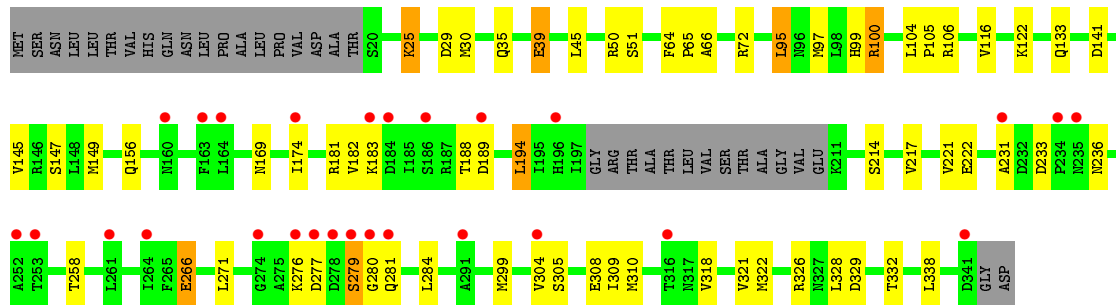 MET SER ASN LEU LEU THR VAL HIS GLN ASN LEU PRO ALA LEU PRO VAL ASP ALA THR S20 K25 D29 M30 Q35 E39 L45 R50 S51 F64 P65 A66 R72 L95 N96 M97 L98 H99 R100 L104 P105 R106 V116 K122 Q133 D141
V145 R146 S147 L148 M149 Q156 N160 F163 L164 N169 I174 R181 V182 K183 D184 I185 S186 R187 T188 D189 L194 I195 H196 I197 GLY ARG THR ALA THR LEU VAL SER THR ALA GLY VAL GLU K211 S214 V217 V221 E222 A231 D232 D233 P234 N235 N236
A252 T253 T258 L261 I264 F265 E266 L271 G274 A275 K276 D277 D278 S279 G280 Q281 L284 A291 M299 V304 S305 E308 I309 M310 T316 N317 V318 V321 M322 R326 N327 L328 D329 T332 L338 D341 GLY ASP